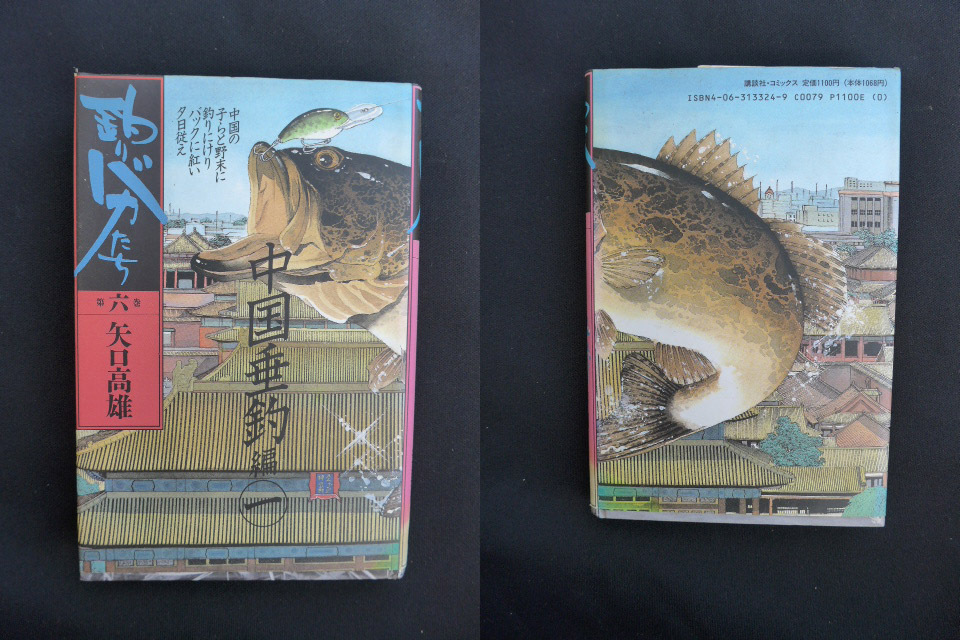 釣りバカたち
第六巻
矢口高雄
中国の
子らと野末に
釣りにけり
バックに紅い
夕日従え
中国垂釣編
一
講談社・コミックス 定価1100円 (本体1068円)
ISBN4-06-313324-9 C0079 P1100E (0)